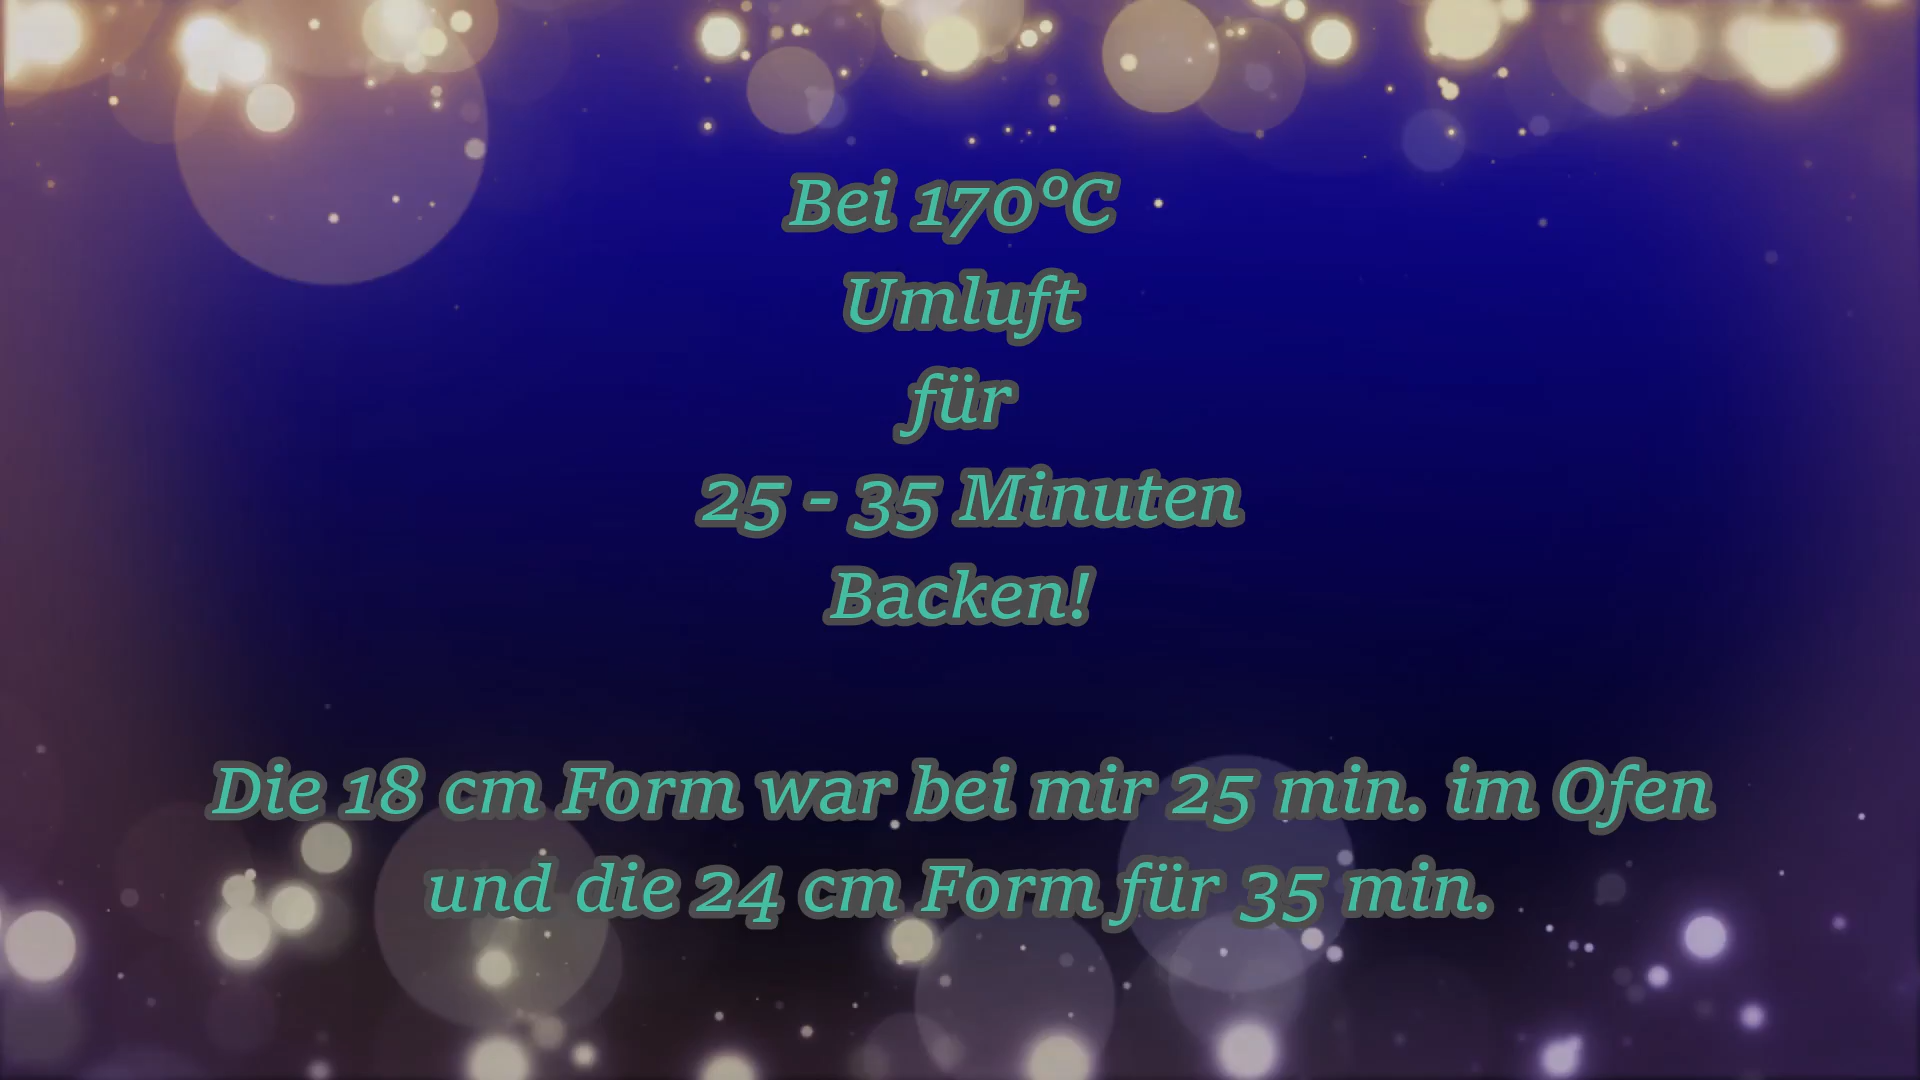 Bei 170°C
Umluft
für
25 - 35 Minuten
Backen!
Die 18 cm Form war bei mir 25 min. im Ofen
und die 24 cm Form für 35 min.